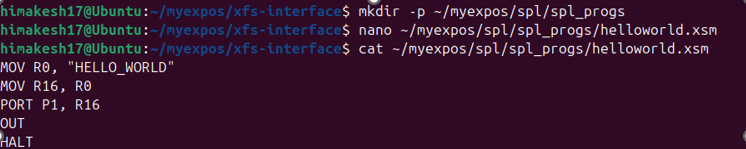 himakesh17@Ubuntu:~/myexpos/xfs-interface$ mkdir -p ~/myexpos/spl/spl_progs
himakesh17@Ubuntu:~/myexpos/xfs-interface$ nano ~/myexpos/spl/spl_progs/helloworld.xsm
himakesh17@Ubuntu:~/myexpos/xfs-interface$ cat ~/myexpos/spl/spl_progs/helloworld.xsm
MOV R0, "HELLO_WORLD"
MOV R16, R0
PORT P1, R16
OUT
HALT